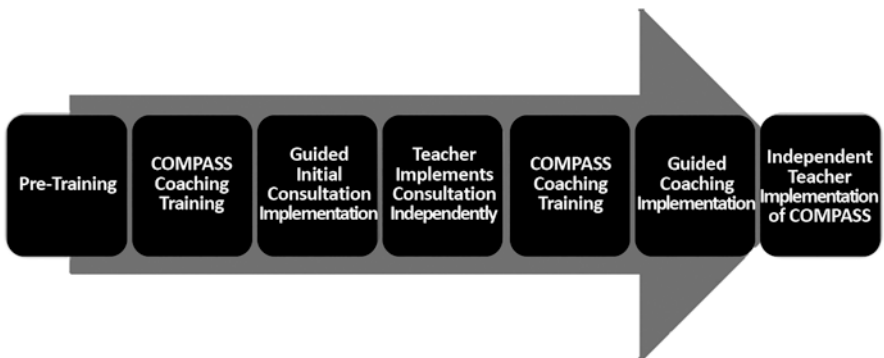 Pre-Training
COMPASS
Coaching
Training
Guided
Initial
Consultation
Implementation
Teacher
Implements
Consultation
Independently
COMPASS
Coaching
Training
Guided
Coaching
Implementation
Independent
Teacher
Implementation
of COMPASS